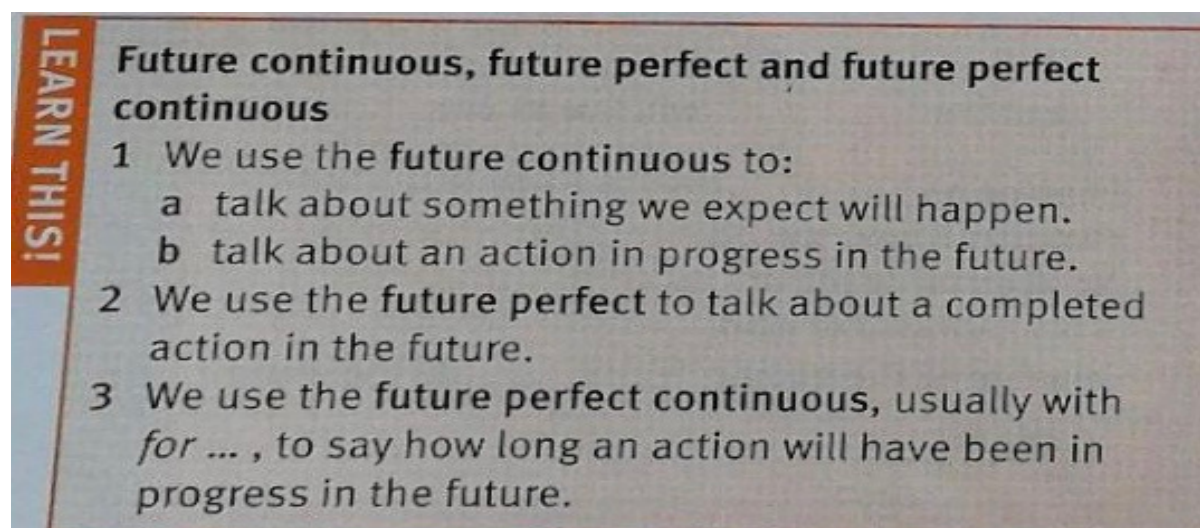 LEARN THIS!
Future continuous, future perfect and future perfect
continuous
1 We use the future continuous to:
a talk about something we expect will happen.
b talk about an action in progress in the future.
2 We use the future perfect to talk about a completed
action in the future.
3 We use the future perfect continuous, usually with
for ... , to say how long an action will have been in
progress in the future.